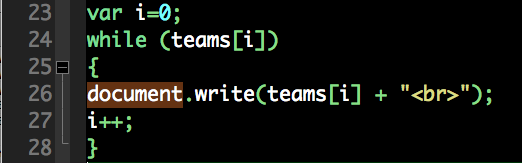 23 var i=0;
24 while (teams[i])
25 {
26 document.write(teams[i] + "<br>");
27 i++;
28 }